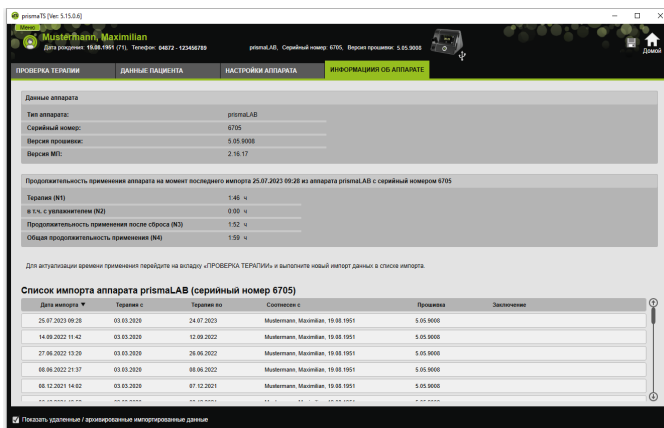 prismaTS [Ver: 5.15.0.6]
Меню
Mustermann, Maximilian
Дата рождения: 19.08.1951 (71), Телефон: 04872 - 123456789
prismaLAB, Серийный номер: 6705, Версия прошивки: 5.05.9008
Домой
ПРОВЕРКА ТЕРАПИИ ДАННЫЕ ПАЦИЕНТА НАСТРОЙКИ АППАРАТА ИНФОРМАЦИИЯ ОБ АППАРАТЕ
Данные аппарата
Тип аппарата: prismaLAB
Серийный номер: 6705
Версия прошивки: 5.05.9008
Версия МП: 2.16.17
Продолжительность применения аппарата на момент последнего импорта 25.07.2023 09:28 из аппарата prismaLAB с серийный номером 6705
Терапия (N1) 1:46 ч
в т.ч. с увлажнителем (N2) 0:00 ч
Продолжительность применения после сброса (N3) 1:52 ч
Общая продолжительность применения (N4) 1:59 ч
Для актуализации времени применения перейдите на вкладку «ПРОВЕРКА ТЕРАПИИ» и выполните новый импорт данных в списке импорта.
Список импорта аппарата prismaLAB (серийный номер 6705)
Дата импорта ▼ Терапия с Терапия по Соотнесен с Прошивка Заключение
25.07.2023 09:28 03.03.2020 24.07.2023 Mustermann, Maximilian, 19.08.1951 5.05.9008
14.09.2022 11:42 03.03.2020 12.09.2022 Mustermann, Maximilian, 19.08.1951 5.05.9008
27.06.2022 13:20 03.03.2020 26.06.2022 Mustermann, Maximilian, 19.08.1951 5.05.9008
08.06.2022 21:37 03.03.2020 08.06.2022 Mustermann, Maximilian, 19.08.1951 5.05.9008
08.12.2021 14:02 03.03.2020 07.12.2021 Mustermann, Maximilian, 19.08.1951 5.05.9008
Показать удаленные / архивированные импортированные данные